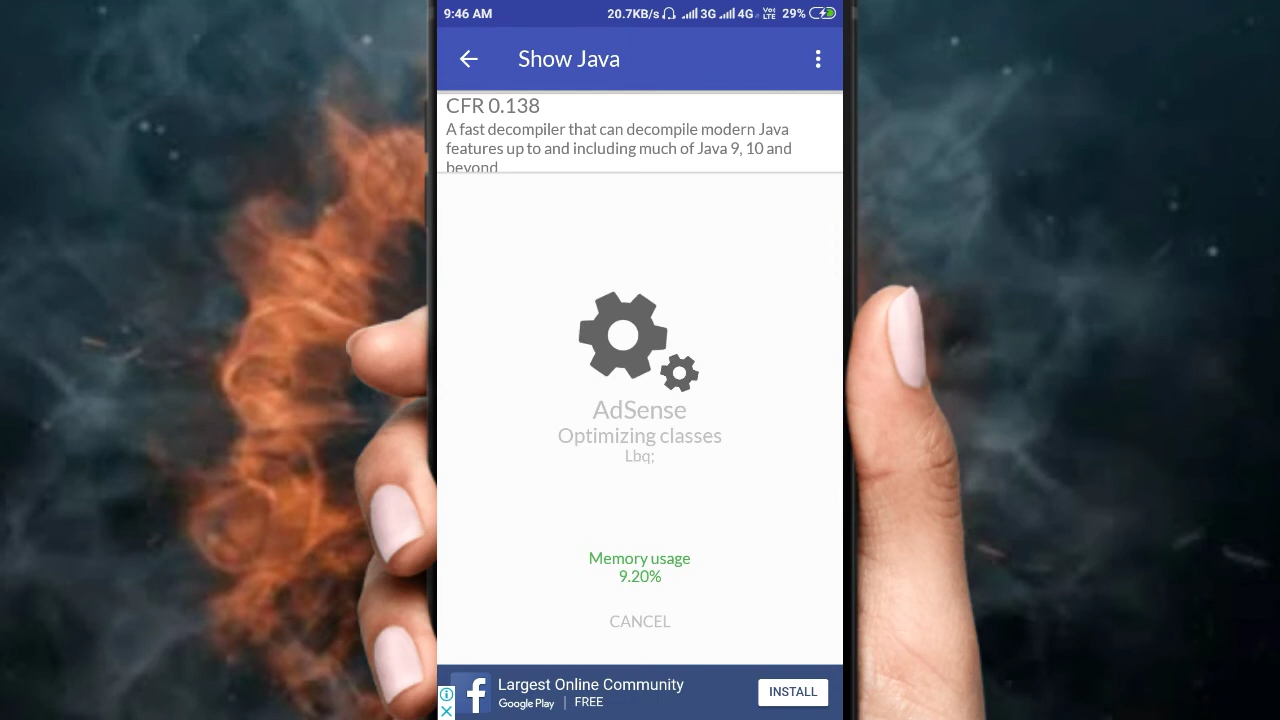 9:46 AM 20.7KB/s 3G 4G Vo LTE 29%
Show Java
CFR 0.138
A fast decompiler that can decompile modern Java
features up to and including much of Java 9, 10 and
beyond
AdSense
Optimizing classes
Lbq;
Memory usage
9.20%
CANCEL
Largest Online Community
Google Play | FREE
INSTALL